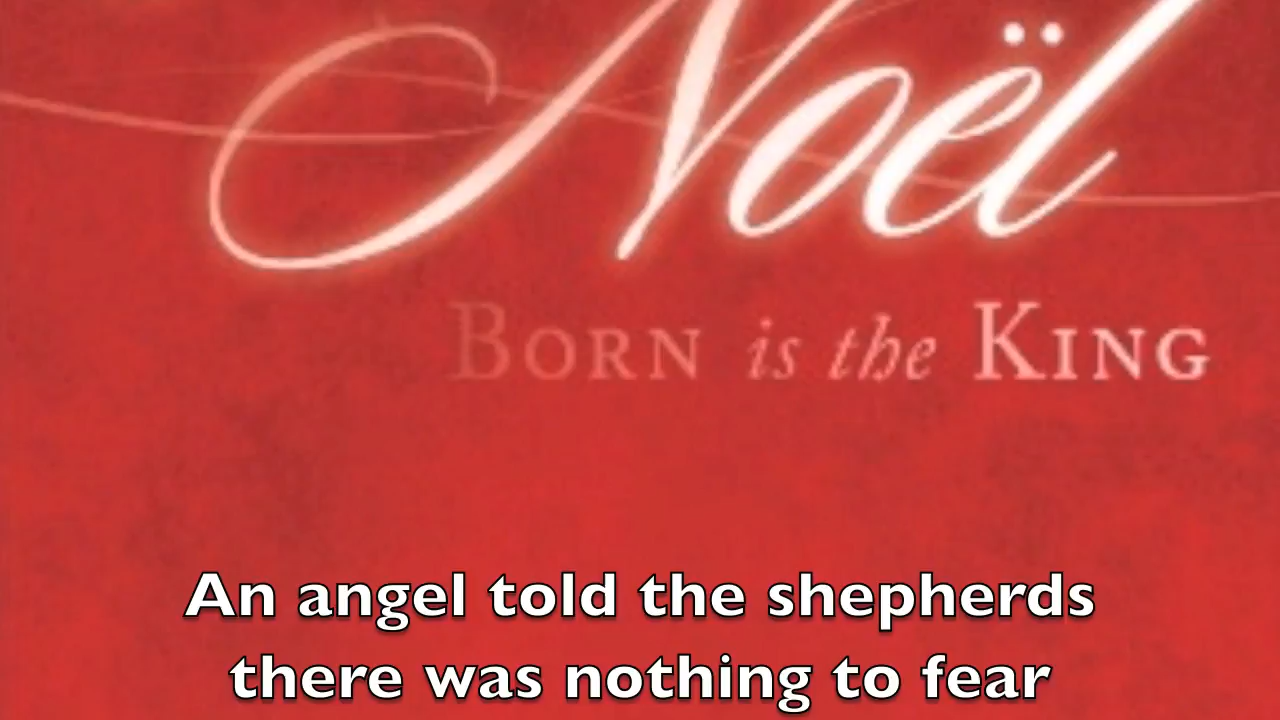 Noël
BORN is the KING
An angel told the shepherds
there was nothing to fear